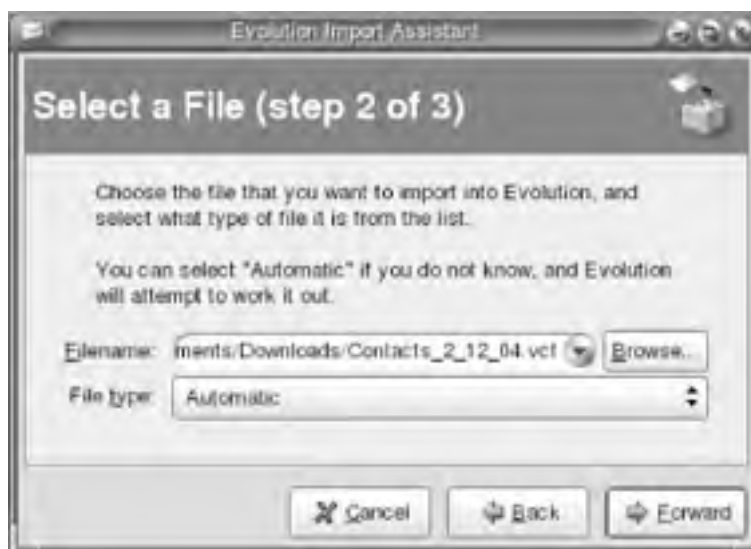 Evolution Import Assistant
Select a File (step 2 of 3)
Choose the file that you want to import into Evolution, and
select what type of file it is from the list.
You can select "Automatic" if you do not know, and Evolution
will attempt to work it out.
Filename: ments/Downloads/Contacts_2_12_04.vcf Browse...
File type: Automatic
Cancel Back Forward